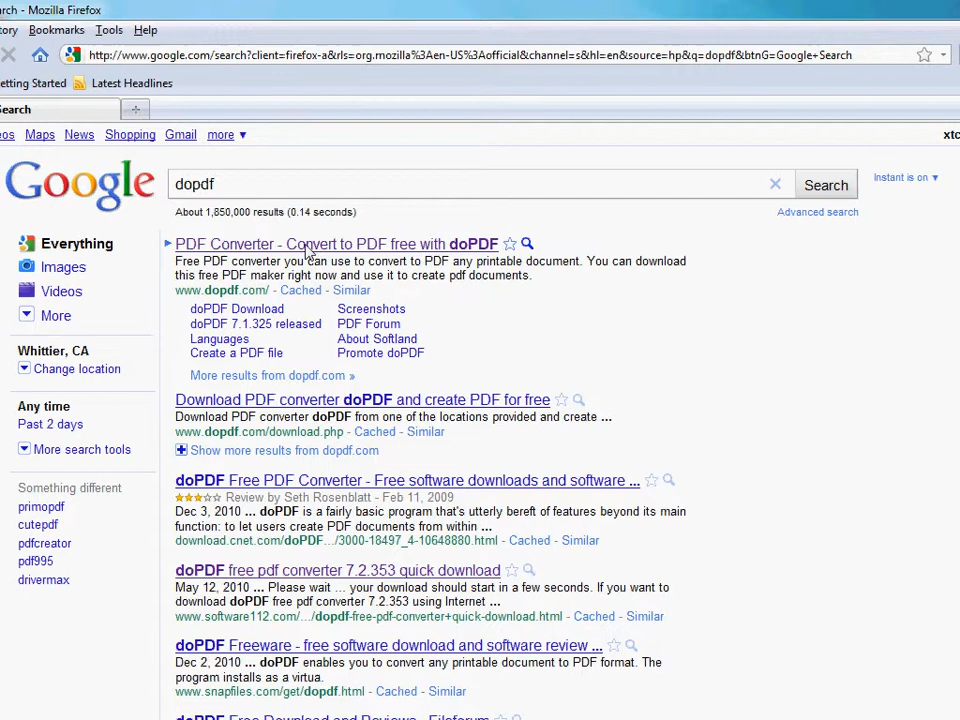 arch - Mozilla Firefox
tory Bookmarks Tools Help
http://www.google.com/search?client=firefox-a&rls=org.mozilla%3Aen-US%3Aofficial&channel=s&hl=en&source=hp&q=dopdf&btnG=Google+Search
etting Started Latest Headlines
Search
eos Maps News Shopping Gmail more ▼ xtc
Google dopdf × Search Instant is on ▼
About 1,850,000 results (0.14 seconds) Advanced search
Everything
Images
Videos
More
Whittier, CA
Change location
Any time
Past 2 days
More search tools
Something different
primopdf
cutepdf
pdfcreator
pdf995
drivermax
PDF Converter - Convert to PDF free with doPDF
Free PDF converter you can use to convert to PDF any printable document. You can download
this free PDF maker right now and use it to create pdf documents.
www.dopdf.com/ - Cached - Similar
doPDF Download Screenshots
doPDF 7.1.325 released PDF Forum
Languages About Softland
Create a PDF file Promote doPDF
More results from dopdf.com »
Download PDF converter doPDF and create PDF for free
Download PDF converter doPDF from one of the locations provided and create ...
www.dopdf.com/download.php - Cached - Similar
Show more results from dopdf.com
doPDF Free PDF Converter - Free software downloads and software ...
Review by Seth Rosenblatt - Feb 11, 2009
Dec 3, 2010 ... doPDF is a fairly basic program that's utterly bereft of features beyond its main
function: to let users create PDF documents from within ...
download.cnet.com/doPDF.../3000-18497_4-10648880.html - Cached - Similar
doPDF free pdf converter 7.2.353 quick download
May 12, 2010 ... Please wait ... your download should start in a few seconds. If you want to
download doPDF free pdf converter 7.2.353 using Internet ...
www.software112.com/.../dopdf-free-pdf-converter+quick-download.html - Cached - Similar
doPDF Freeware - free software download and software review ...
Dec 2, 2010 ... doPDF enables you to convert any printable document to PDF format. The
program installs as a virtua.
www.snapfiles.com/get/dopdf.html - Cached - Similar
doPDF Free Download and Reviews - Fileforum